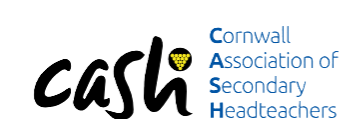 cash
Cornwall
Association of
Secondary
Headteachers